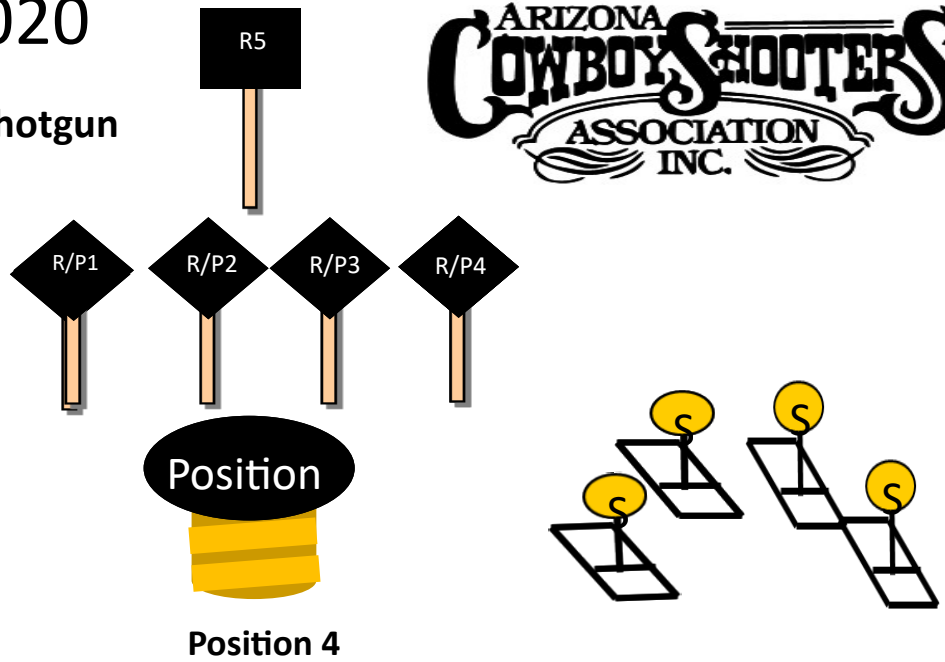 020
R5
ARIZONA
COWBOY SHOOTERS
ASSOCIATION
INC.
hotgun
R/P1
R/P2
R/P3
R/P4
S
S
S
S
Position
Position 4